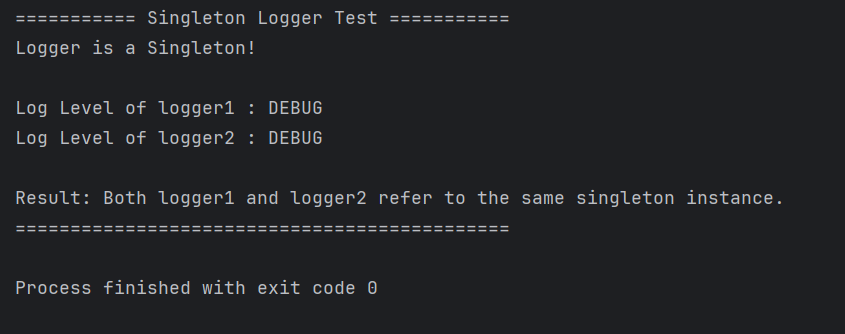 =========== Singleton Logger Test ===========
Logger is a Singleton!
Log Level of logger1 : DEBUG
Log Level of logger2 : DEBUG
Result: Both logger1 and logger2 refer to the same singleton instance.
=============================================
Process finished with exit code 0